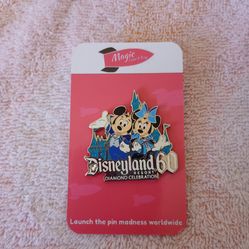 Magic
Disneyland 60
RESORT
DIAMOND CELEBRATION
Launch the pin madness worldwide